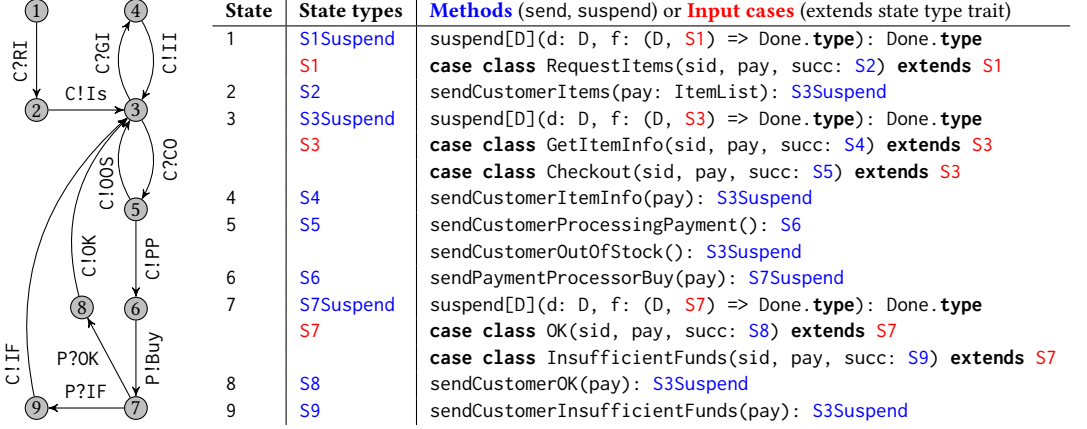 1
4
C?RI
C?GI
C!II
2
C!Is
3
C!OOS
C?CO
5
C!OK
C!PP
8
6
C!IF
P?OK
P!Buy
P?IF
9
7
State State types Methods (send, suspend) or Input cases (extends state type trait)
1 S1Suspend suspend[D](d: D, f: (D, S1) => Done.type): Done.type
S1 case class RequestItems(sid, pay, succ: S2) extends S1
2 S2 sendCustomerItems(pay: ItemList): S3Suspend
3 S3Suspend suspend[D](d: D, f: (D, S3) => Done.type): Done.type
S3 case class GetItemInfo(sid, pay, succ: S4) extends S3
case class Checkout(sid, pay, succ: S5) extends S3
4 S4 sendCustomerItemInfo(pay): S3Suspend
5 S5 sendCustomerProcessingPayment(): S6
sendCustomerOutOfStock(): S3Suspend
6 S6 sendPaymentProcessorBuy(pay): S7Suspend
7 S7Suspend suspend[D](d: D, f: (D, S7) => Done.type): Done.type
S7 case class OK(sid, pay, succ: S8) extends S7
case class InsufficientFunds(sid, pay, succ: S9) extends S7
8 S8 sendCustomerOK(pay): S3Suspend
9 S9 sendCustomerInsufficientFunds(pay): S3Suspend